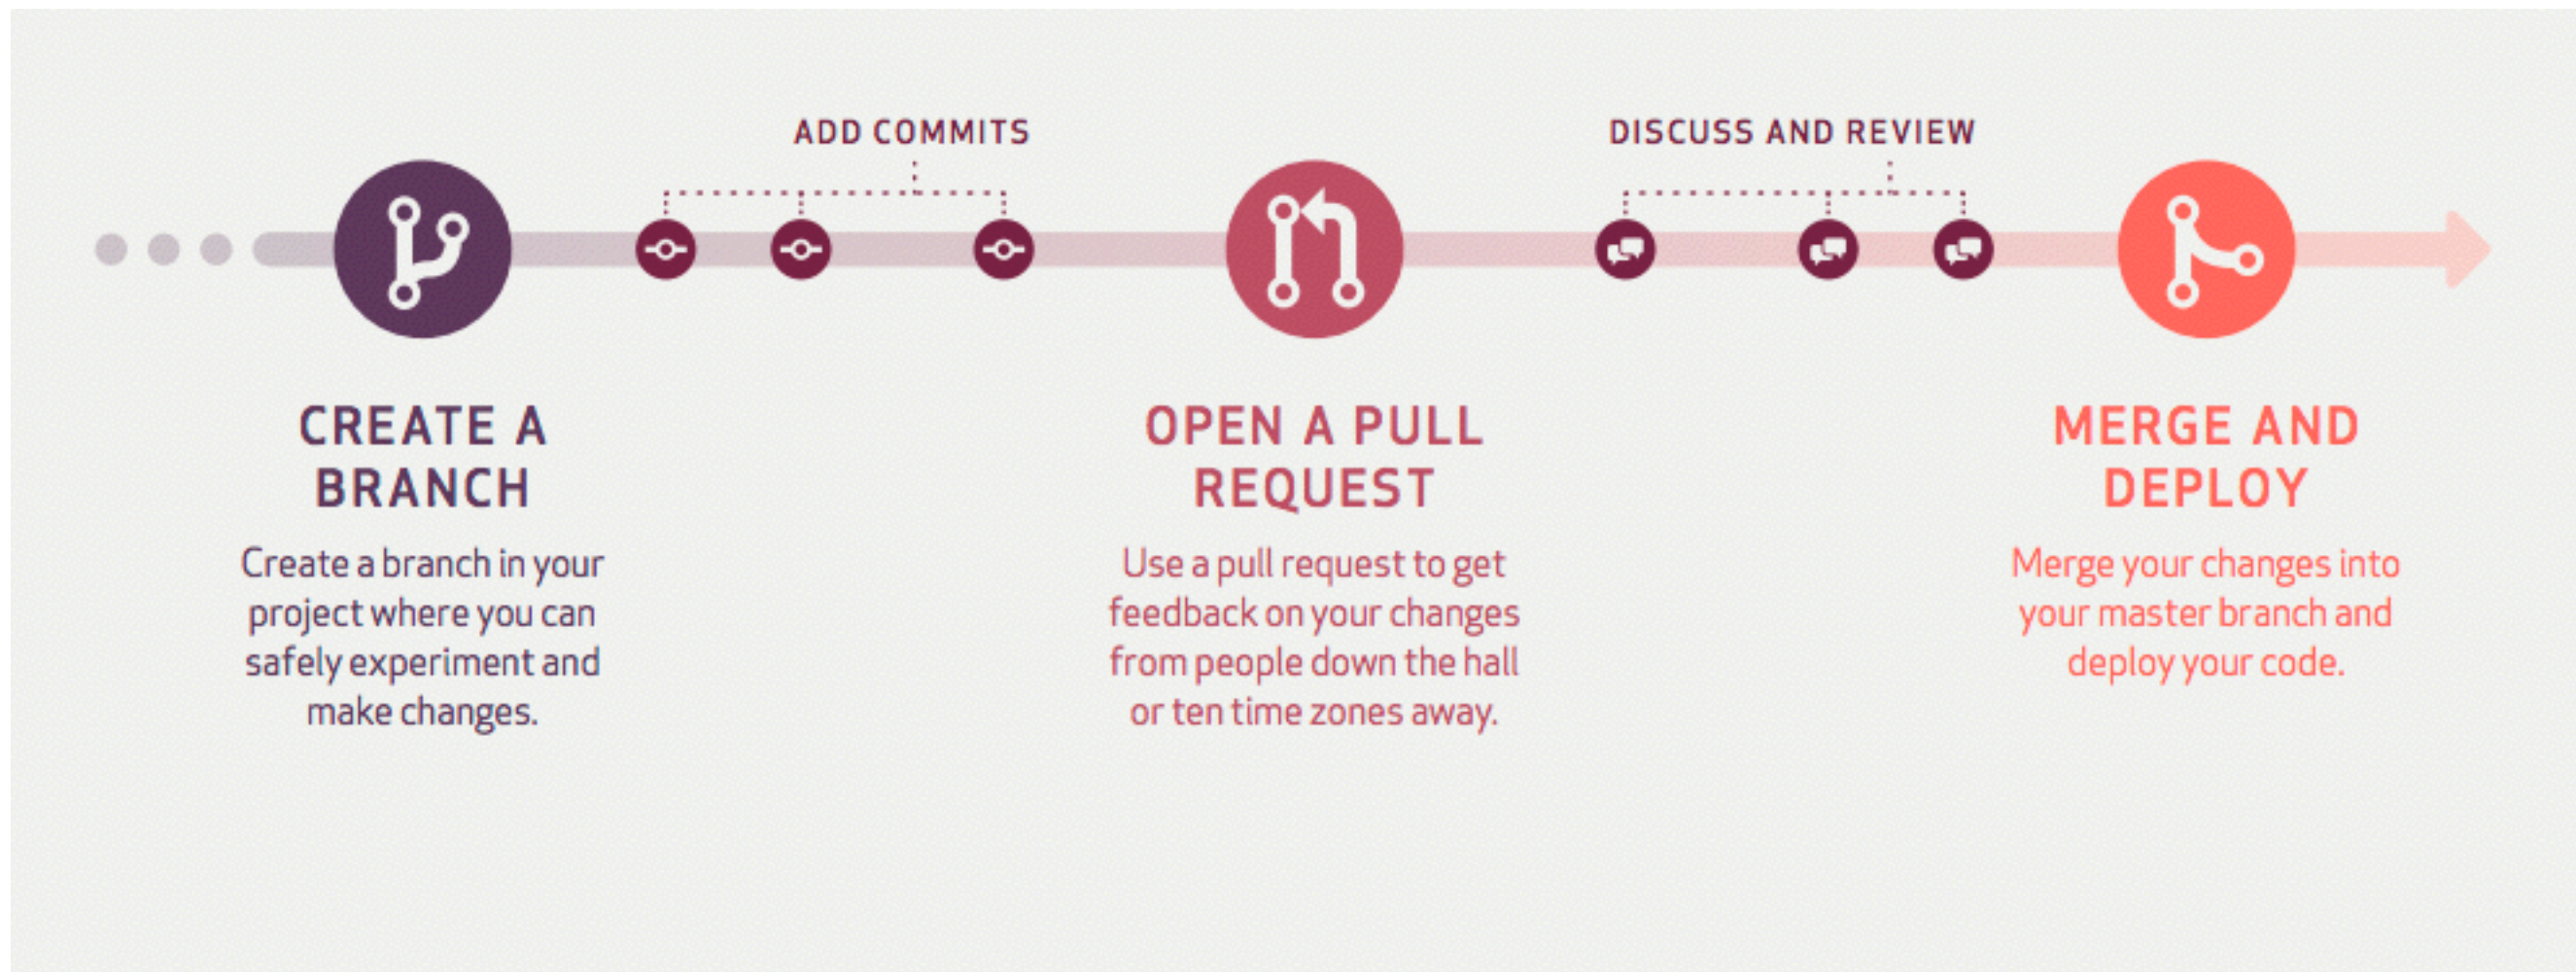 ADD COMMITS
DISCUSS AND REVIEW
CREATE A
BRANCH
Create a branch in your
project where you can
safely experiment and
make changes.
OPEN A PULL
REQUEST
Use a pull request to get
feedback on your changes
from people down the hall
or ten time zones away.
MERGE AND
DEPLOY
Merge your changes into
your master branch and
deploy your code.